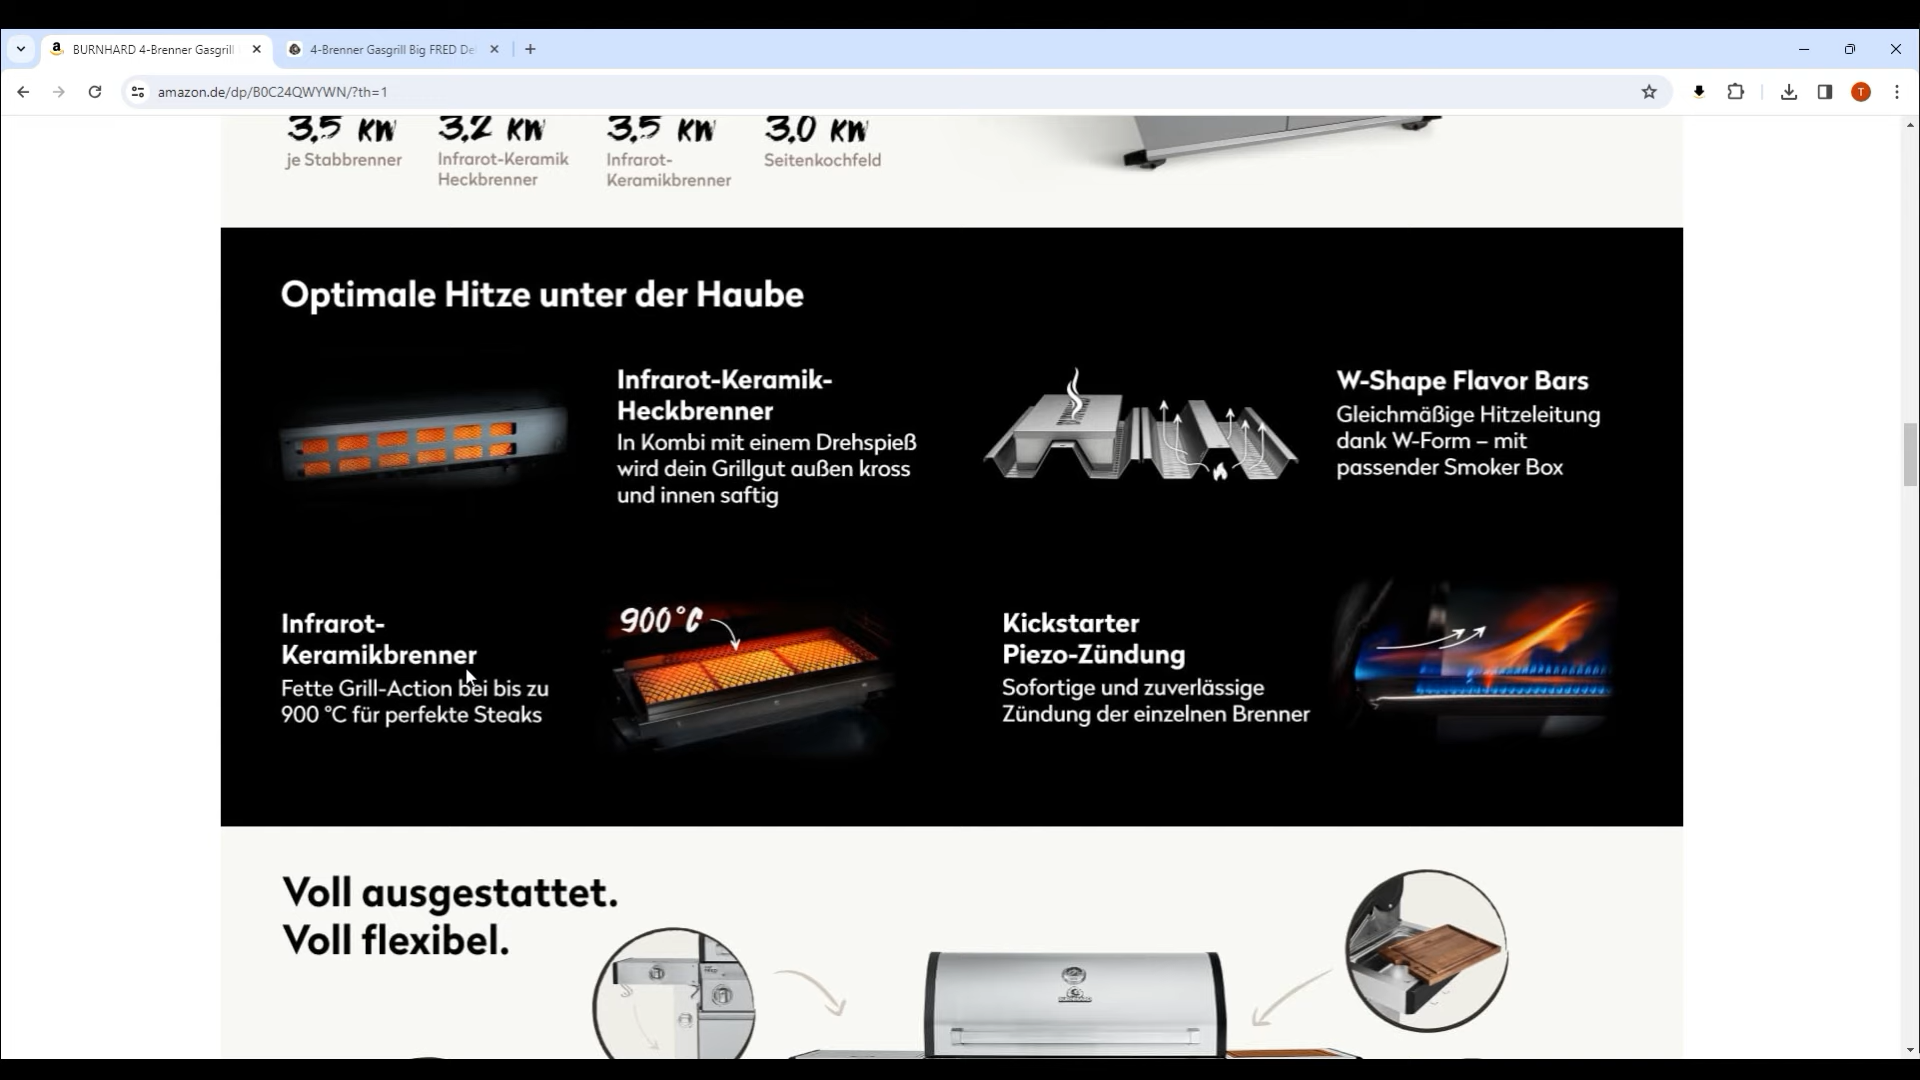 BURNHARD 4-Brenner Gasgrill
4-Brenner Gasgrill Big FRED De
amazon.de/dp/B0C24QWYWN/?th=1
T
3,5 kW
je Stabbrenner
3,2 kW
Infrarot-Keramik
Heckbrenner
3,5 kW
Infrarot-
Keramikbrenner
3,0 kW
Seitenkochfeld
Optimale Hitze unter der Haube
Infrarot-Keramik-
Heckbrenner
In Kombi mit einem Drehspieß
wird dein Grillgut außen kross
und innen saftig
W-Shape Flavor Bars
Gleichmäßige Hitzeleitung
dank W-Form – mit
passender Smoker Box
Infrarot-
Keramikbrenner
Fette Grill-Action bei bis zu
900 °C für perfekte Steaks
900°C
Kickstarter
Piezo-Zündung
Sofortige und zuverlässige
Zündung der einzelnen Brenner
Voll ausgestattet.
Voll flexibel.